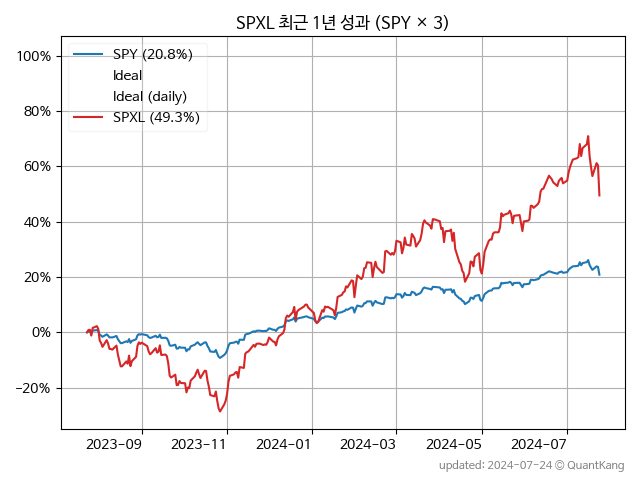 SPXL 최근 1년 성과 (SPY × 3)
SPY (20.8%)
Ideal
Ideal (daily)
SPXL (49.3%)
100%
80%
60%
40%
20%
0%
−20%
2023−09
2023−11
2024−01
2024−03
2024−05
2024−07
updated: 2024-07-24 © QuantKang